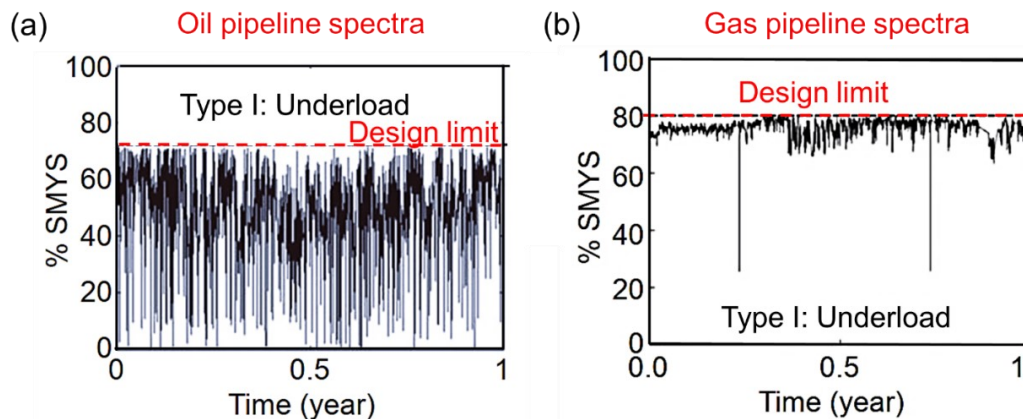 (a) Oil pipeline spectra
100
Type I: Underload
80
Design limit
60
40
20
0
% SMYS
0 0.5 1
Time (year)
(b) Gas pipeline spectra
100
Design limit
80
60
40
20
Type I: Underload
0
% SMYS
0.0 0.5 1
Time (year)